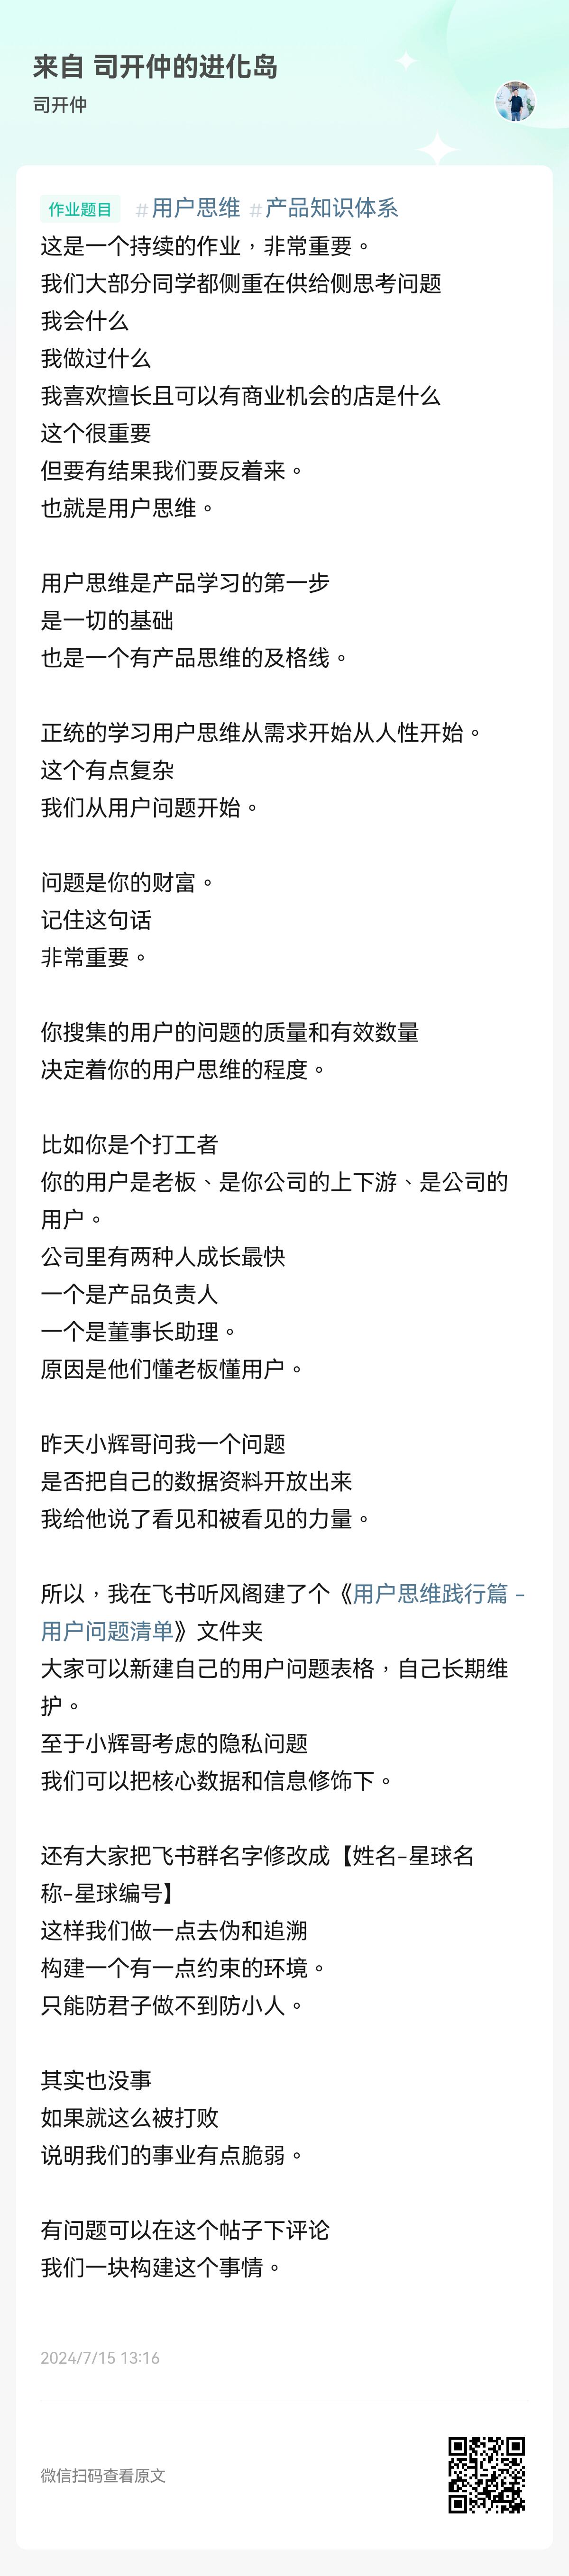 来自 司开仲的进化岛
司开仲
作业题目 #用户思维 #产品知识体系
这是一个持续的作业，非常重要。
我们大部分同学都侧重在供给侧思考问题
我会什么
我做过什么
我喜欢擅长且可以有商业机会的店是什么
这个很重要
但要有结果我们要反着来。
也就是用户思维。
用户思维是产品学习的第一步
是一切的基础
也是一个有产品思维的及格线。
正统的学习用户思维从需求开始从人性开始。
这个有点复杂
我们从用户问题开始。
问题是你的财富。
记住这句话
非常重要。
你搜集的用户的问题的质量和有效数量
决定着你的用户思维的程度。
比如你是个打工者
你的用户是老板、是你公司的上下游、是公司的
用户。
公司里有两种人成长最快
一个是产品负责人
一个是董事长助理。
原因是他们懂老板懂用户。
昨天小辉哥问我一个问题
是否把自己的数据资料开放出来
我给他说了看见和被看见的力量。
所以，我在飞书听风阁建了个《用户思维践行篇 -
用户问题清单》文件夹
大家可以新建自己的用户问题表格，自己长期维
护。
至于小辉哥考虑的隐私问题
我们可以把核心数据和信息修饰下。
还有大家把飞书群名字修改成【姓名-星球名
称-星球编号】
这样我们做一点去伪和追溯
构建一个有一点约束的环境。
只能防君子做不到防小人。
其实也没事
如果就这么被打败
说明我们的事业有点脆弱。
有问题可以在这个帖子下评论
我们一块构建这个事情。
2024/7/15 13:16
微信扫码查看原文